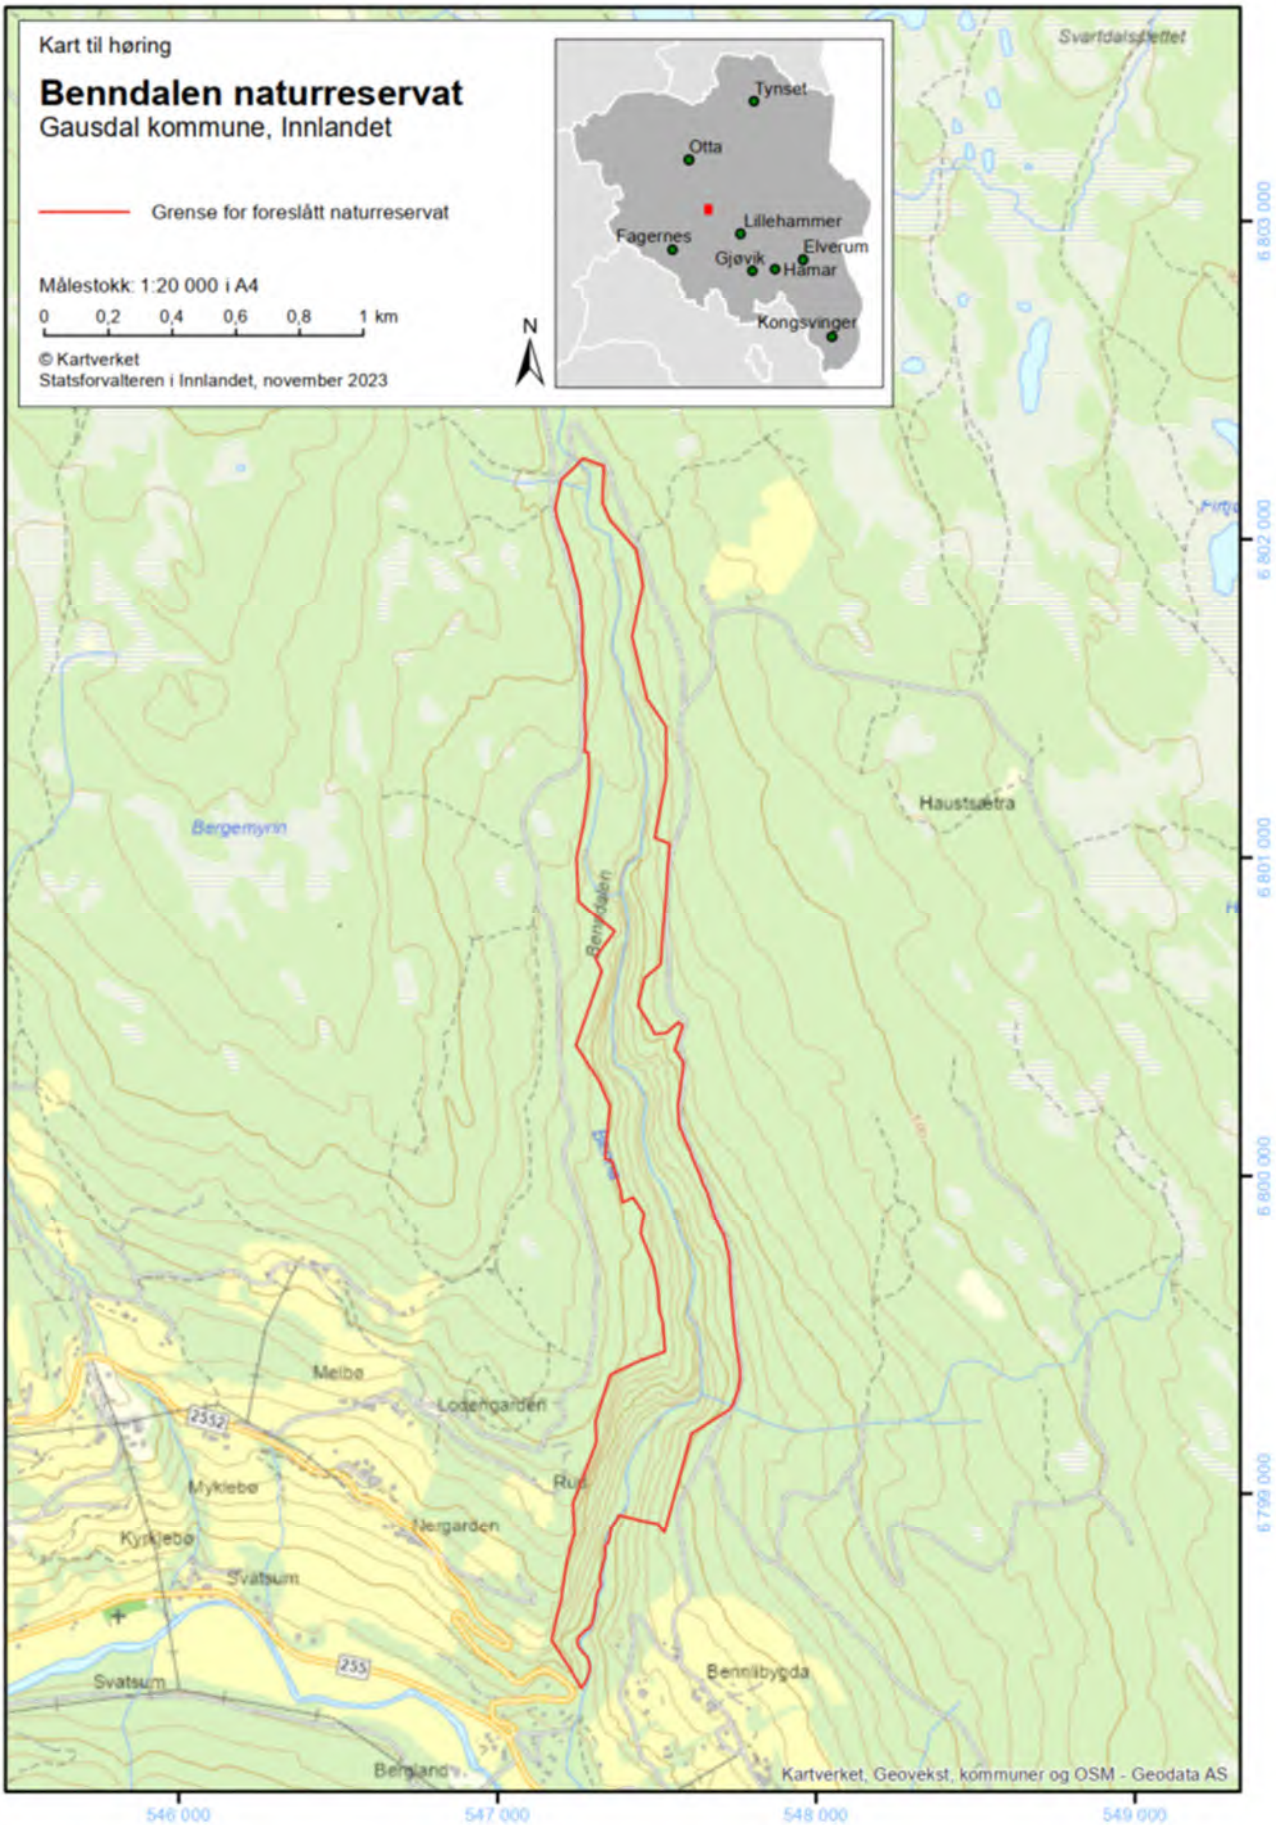 Kart til høring
Benndalen naturreservat
Gausdal kommune, Innlandet
Grense for foreslått naturreservat
Målestokk: 1:20 000 i A4
0 0,2 0,4 0,6 0,8 1 km
© Kartverket
Statsforvalteren i Innlandet, november 2023
N
Tynset
Otta
Lillehammer
Fagernes
Elverum
Gjøvik
Hamar
Kongsvinger
Svartdalsslettet
6 803 000
6 802 000
Haustsætra
Bergemyrin
6 801 000
Benndalen
H
6 800 000
Melbø
Lodengarden
2552
Rud
Myklebø
6 799 000
Nergarden
Kyrkjebø
Svatsum
255
Svatsum
Bennlibygda
Bergland
Kartverket, Geovekst, kommuner og OSM - Geodata AS
546 000
547 000
548 000
549 000